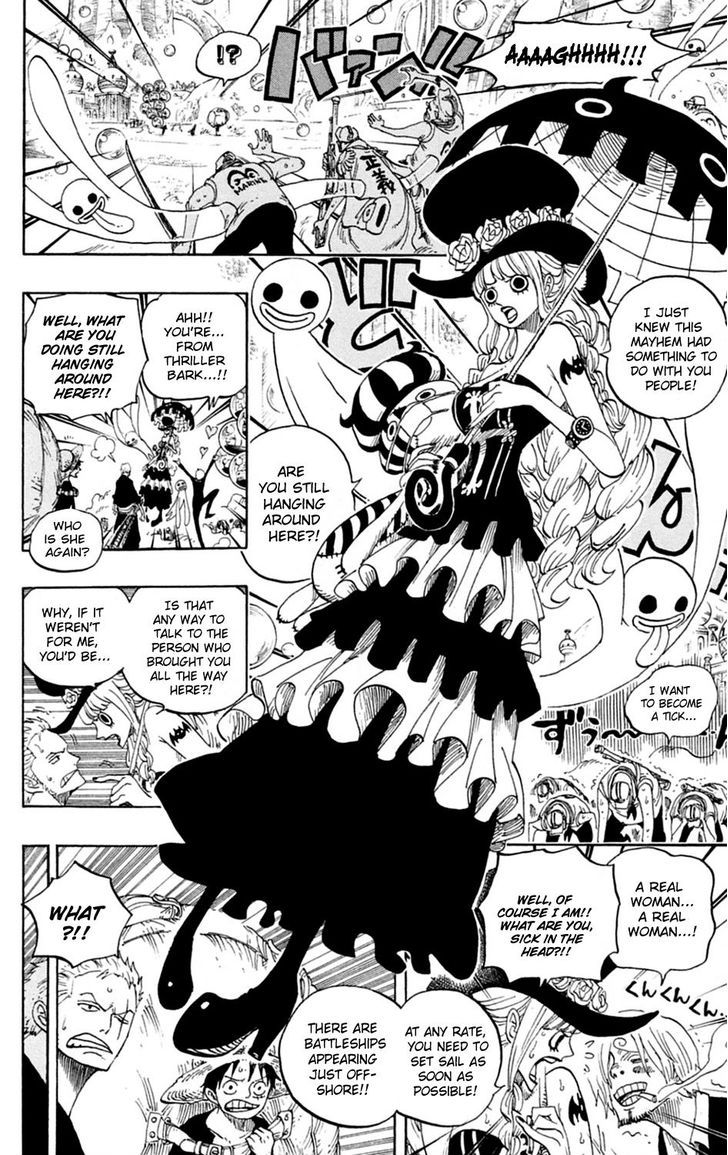 AAAAGHHHH!!!
バァン!!
!?
MARINE
正義
I JUST
KNEW THIS
MAYHEM HAD
SOMETHING TO
DO WITH YOU
PEOPLE!
ARE
YOU STILL
HANGING
AROUND
HERE?!
AHH!!
YOU'RE...
FROM
THRILLER
BARK...!!
WELL, WHAT
ARE YOU
DOING STILL
HANGING
AROUND
HERE?!!
WHO
IS SHE
AGAIN?
I WANT
TO BECOME
A TICK...
ずぅ〜〜ん
IS THAT
ANY WAY TO
TALK TO THE
PERSON WHO
BROUGHT YOU
ALL THE WAY
HERE?!
WHY, IF IT
WEREN'T
FOR ME,
YOU'D BE...
A REAL
WOMAN...
A REAL
WOMAN...!
くんくんくん
WELL, OF
COURSE I AM!!
WHAT ARE YOU,
SICK IN THE
HEAD?!!
AT ANY RATE,
YOU NEED TO
SET SAIL AS
SOON AS
POSSIBLE!
THERE ARE
BATTLESHIPS
APPEARING
JUST OFF-
SHORE!!
WHAT
?!!